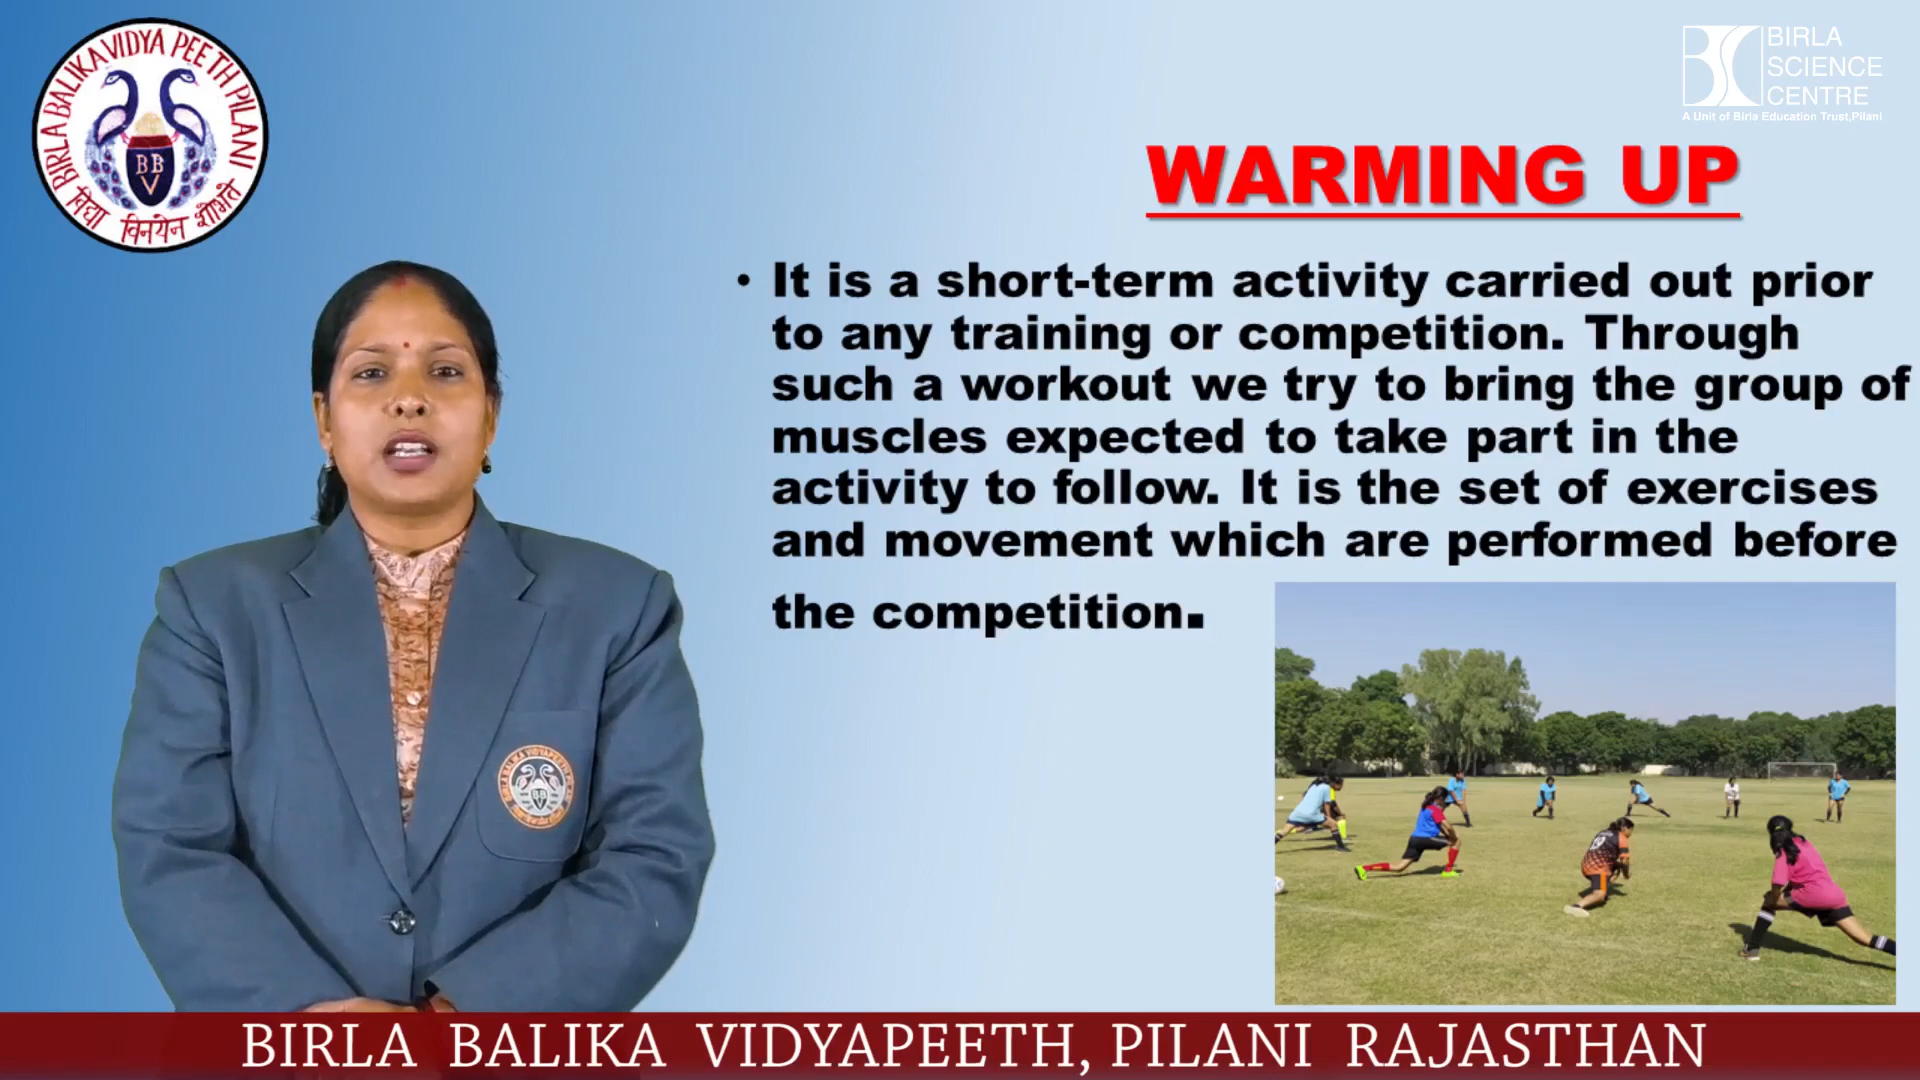 BIRLA BALIKA VIDYA PEETH PILANI
BB
V
विद्या विनयेन शोभते
BIRLA
SCIENCE
CENTRE
A Unit of Birla Education Trust,Pilani
WARMING UP
• It is a short-term activity carried out prior
to any training or competition. Through
such a workout we try to bring the group of
muscles expected to take part in the
activity to follow. It is the set of exercises
and movement which are performed before
the competition.
BIRLA BALIKA VIDYAPEETH, PILANI RAJASTHAN